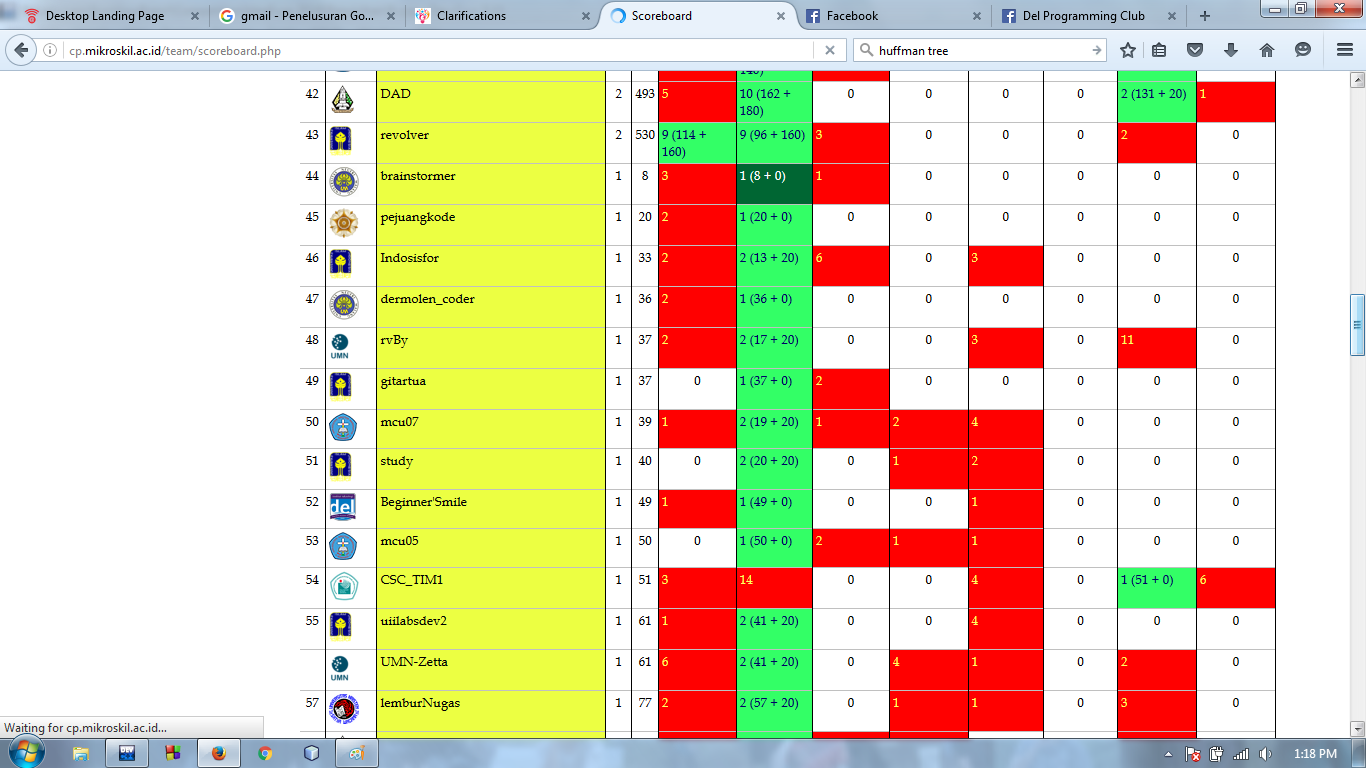 Desktop Landing Page
gmail - Penelusuran Go...
Clarifications
Scoreboard
Facebook
Del Programming Club
cp.mikroskil.ac.id/team/scoreboard.php
huffman tree
140)
42 DAD 2 493 5 10 (162 + 180) 0 0 0 0 2 (131 + 20) 1
43 revolver 2 530 9 (114 + 160) 9 (96 + 160) 3 0 0 0 2 0
44 brainstormer 1 8 3 1 (8 + 0) 1 0 0 0 0 0
45 pejuangkode 1 20 2 1 (20 + 0) 0 0 0 0 0 0
46 Indosisfor 1 33 2 2 (13 + 20) 6 0 3 0 0 0
47 dermolen_coder 1 36 2 1 (36 + 0) 0 0 0 0 0 0
48 UMN rvBy 1 37 2 2 (17 + 20) 0 0 3 0 11 0
49 gitartua 1 37 0 1 (37 + 0) 2 0 0 0 0 0
50 mcu07 1 39 1 2 (19 + 20) 1 2 4 0 0 0
51 study 1 40 0 2 (20 + 20) 0 1 2 0 0 0
52 del Beginner'Smile 1 49 1 1 (49 + 0) 0 0 1 0 0 0
53 mcu05 1 50 0 1 (50 + 0) 2 1 1 0 0 0
54 CSC_TIM1 1 51 3 14 0 0 4 0 1 (51 + 0) 6
55 uiilabsdev2 1 61 1 2 (41 + 20) 0 0 4 0 0 0
UMN UMN-Zetta 1 61 6 2 (41 + 20) 0 4 1 0 2 0
57 lemburNugas 1 77 2 2 (57 + 20) 0 1 1 0 3 0
Waiting for cp.mikroskil.ac.id...
1:18 PM